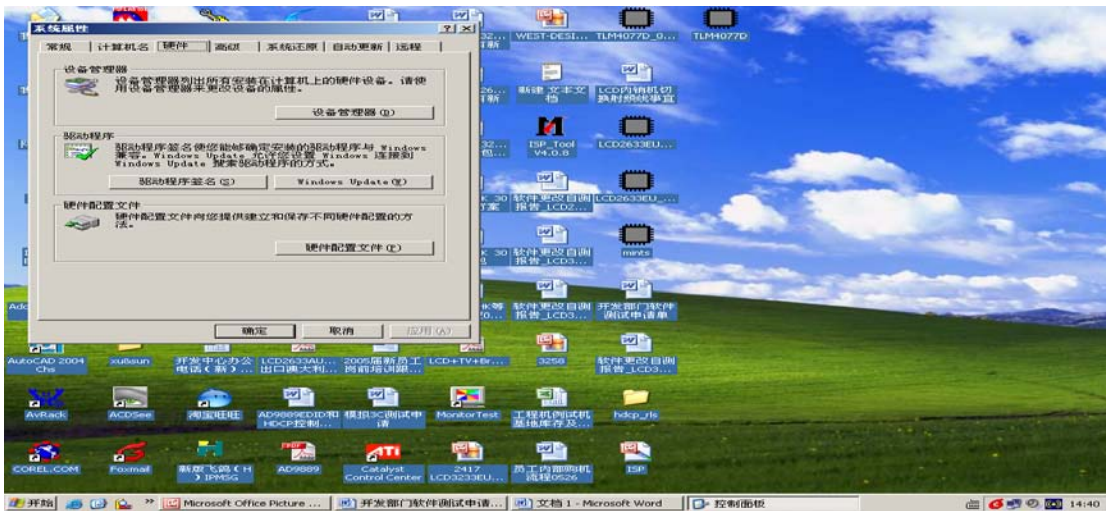 系统属性
常规
计算机名
硬件
高级
系统还原
自动更新
远程
设备管理器
设备管理器列出所有安装在计算机上的硬件设备。请使
用设备管理器来更改设备的属性。
设备管理器(D)
驱动程序
驱动程序签名使您能够确定安装的驱动程序与 Windows
兼容。Windows Update 允许您设置 Windows 连接到
Windows Update 搜索驱动程序的方式。
驱动程序签名(S)
Windows Update(W)
硬件配置文件
硬件配置文件向您提供建立和保存不同硬件配置的方
法。
硬件配置文件(P)
确定
取消
应用(A)
WEST-DESI...
TLM4077D_0...
TLM4077D
新建 文本文
档
LCD内销机切
ISP_Tool
V4.0.8
LCD2633EU...
软件更改自测
报告_LCD2...
LCD2633EU_...
软件更改自测
报告_LCD3...
mints
软件更改自测
报告_LCD3...
开发部门软件
测试申请单
AutoCAD 2004
Chs
xu8sun
开发中心办公
电话(新)...
LCD2633AU...
出口澳大利...
2005届新员工
岗前培训跟...
LCD+TV+Br...
3258
软件更改自测
报告_LCD3...
AvRack
ACDSee
淘宝旺旺
AD9889EDID和
HDCP控制...
模拟3C测试申
请
MonitorTest
工程机例试机
基地库存及...
hdcp_rls
COREL.COM
Foxmail
新版飞鸽(H
)IPMSG
AD9889
Catalyst
Control Center
2417
LCD3233EU...
员工内部购机
流程0526
ISP
开始
Microsoft Office Picture ...
开发部门软件测试申请...
文档 1 - Microsoft Word
控制面板
14:40